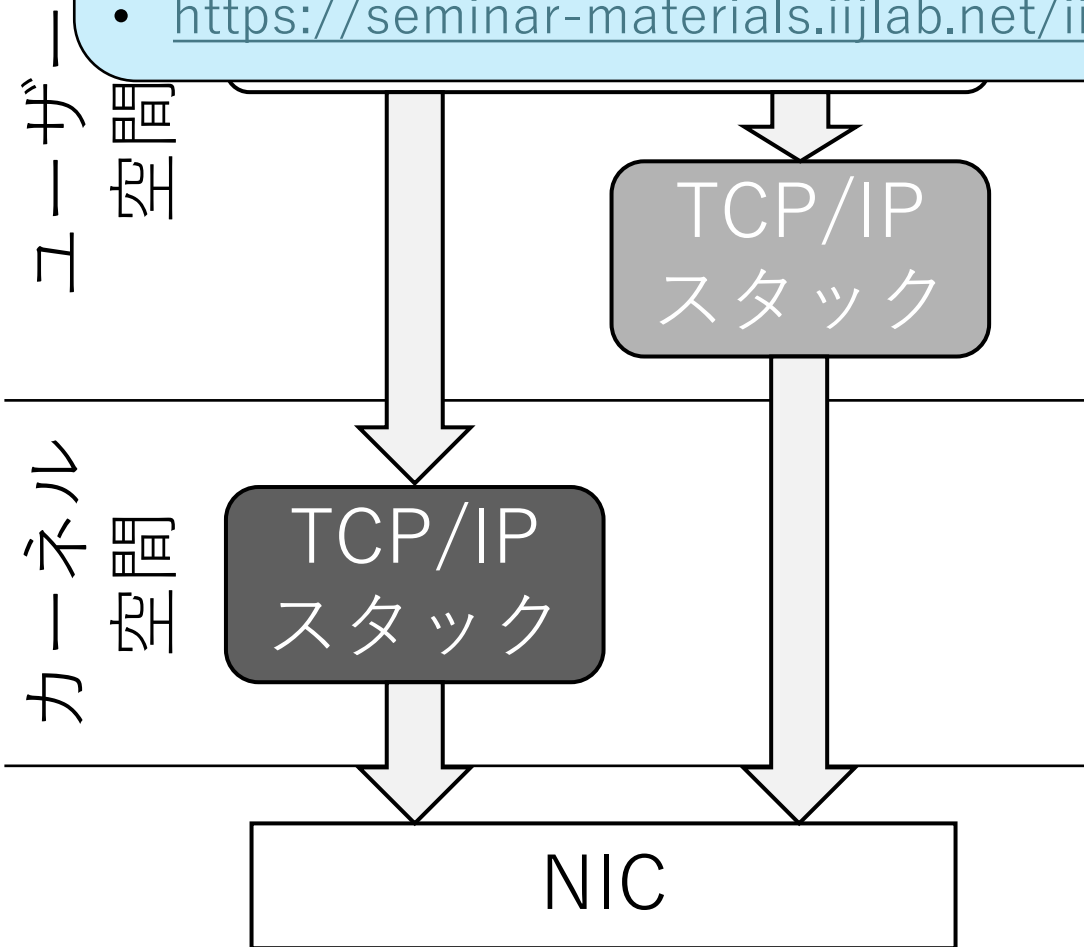 • https://seminar-materials.iijlab.net/ii
ユーザー
空間
TCP/IP
スタック
カーネル
空間
TCP/IP
スタック
NIC